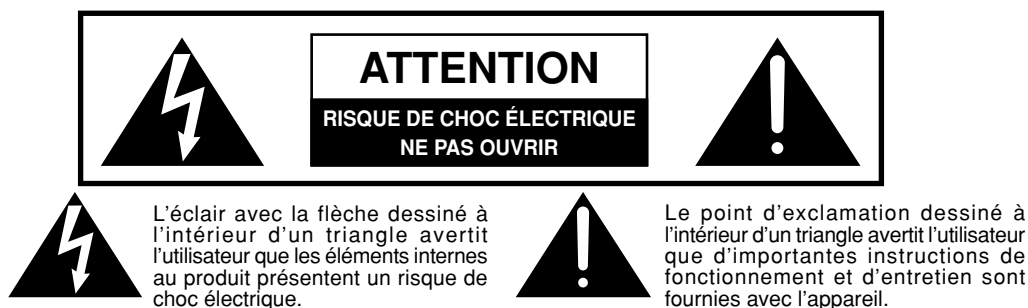 ATTENTION
RISQUE DE CHOC ÉLECTRIQUE
NE PAS OUVRIR
L'éclair avec la flèche dessiné à
l'intérieur d'un triangle avertit
l'utilisateur que les éléments internes
au produit présentent un risque de
choc électrique.
Le point d'exclamation dessiné à
l'intérieur d'un triangle avertit l'utilisateur
que d'importantes instructions de
fonctionnement et d'entretien sont
fournies avec l'appareil.